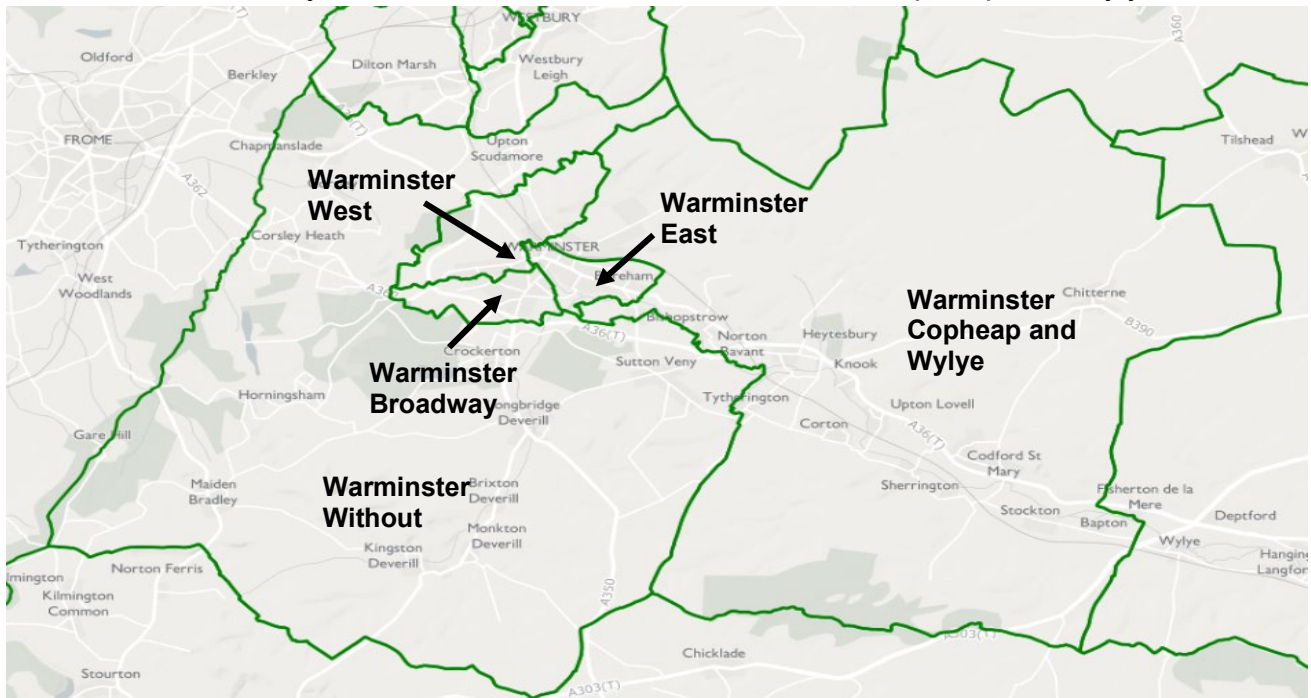 WESTBURY
A360
Oldford
Dilton Marsh
Westbury
Leigh
Berkley
FROME
Chapmanslade
Upton
Scudamore
Tilshead
A362
Warminster
West
Warminster
East
Corsley Heath
Tytherington
WARMINSTER
West
Woodlands
Warminster
Copheap and
Wylye
Chitterne
B390
Bishopstrow
A36(T)
Norton
Bavant
Heytesbury
Crockerton
Sutton Veny
Knook
Warminster
Broadway
Horningsham
Longbridge
Deverill
Tytherington
Upton Lovell
Corton
A36(T)
Gare Hill
Codford St
Mary
Maiden
Bradley
Warminster
Without
Brixton
Deverill
Sherrington
Fisherton de la
Mere
Stockton
Deptford
Bapton
Monkton
Deverill
Wylye
Kingston
Deverill
Hanging
Langford
Norton Ferris
Kilmington
Common
A350
A303(T)
Chicklade
Stourton
A303(T)